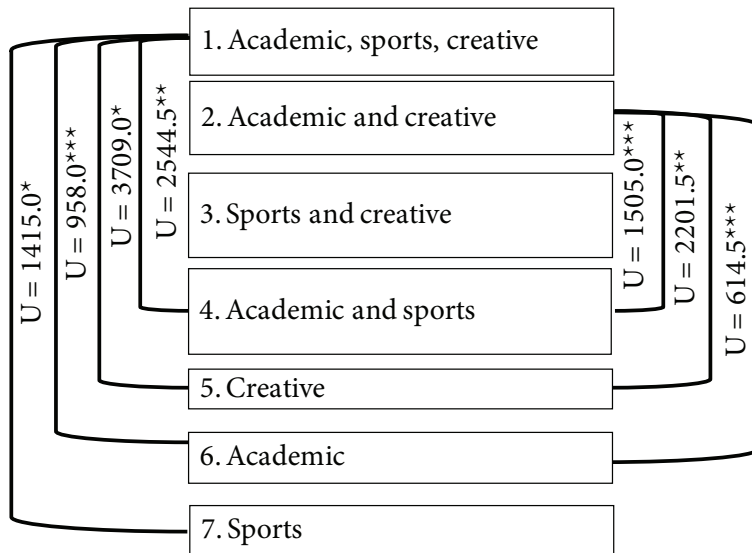 1. Academic, sports, creative
2. Academic and creative
3. Sports and creative
4. Academic and sports
5. Creative
6. Academic
7. Sports
U = 1415.0*
U = 958.0***
U = 3709.0*
U = 2544.5**
U = 1505.0***
U = 2201.5**
U = 614.5***